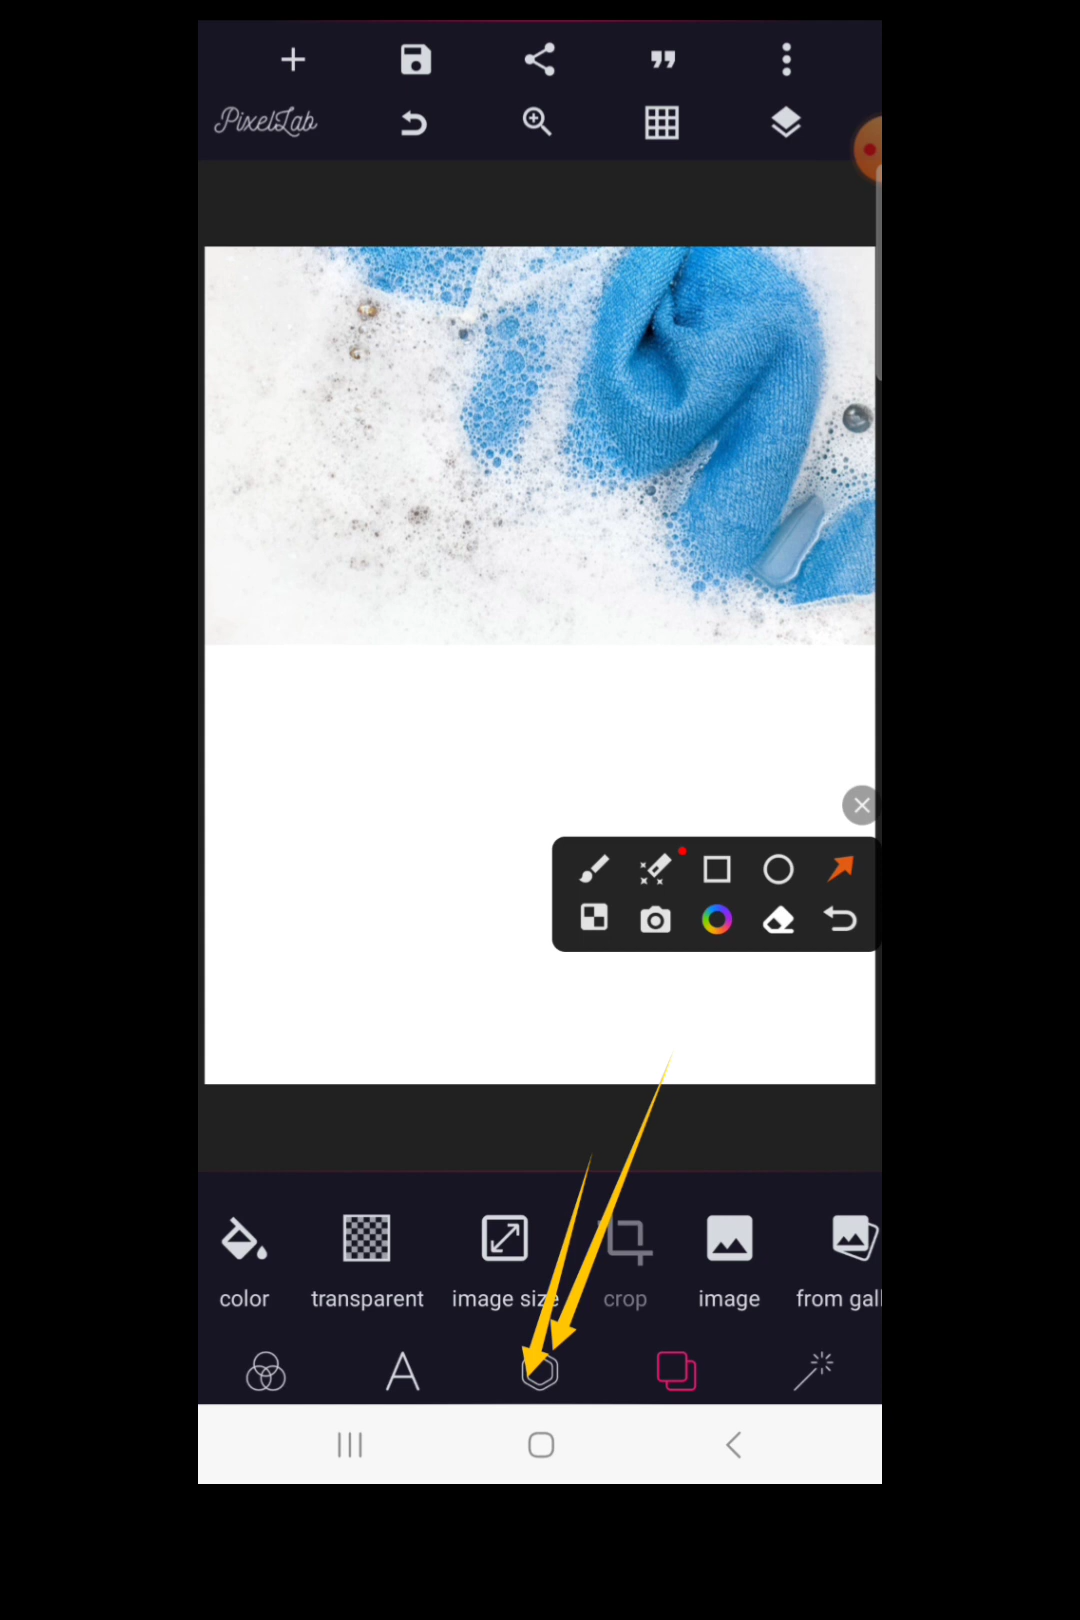 PixelLab
color
transparent
image size
crop
image
from gall